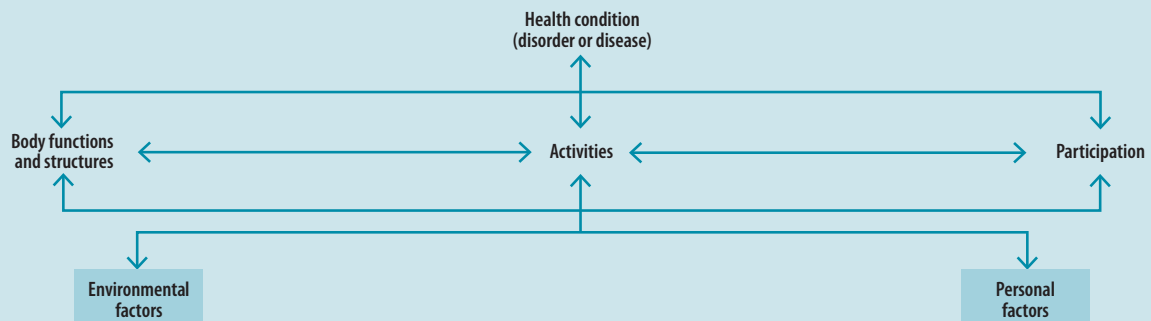 Health condition
(disorder or disease)
Body functions
and structures
Activities
Participation
Environmental
factors
Personal
factors